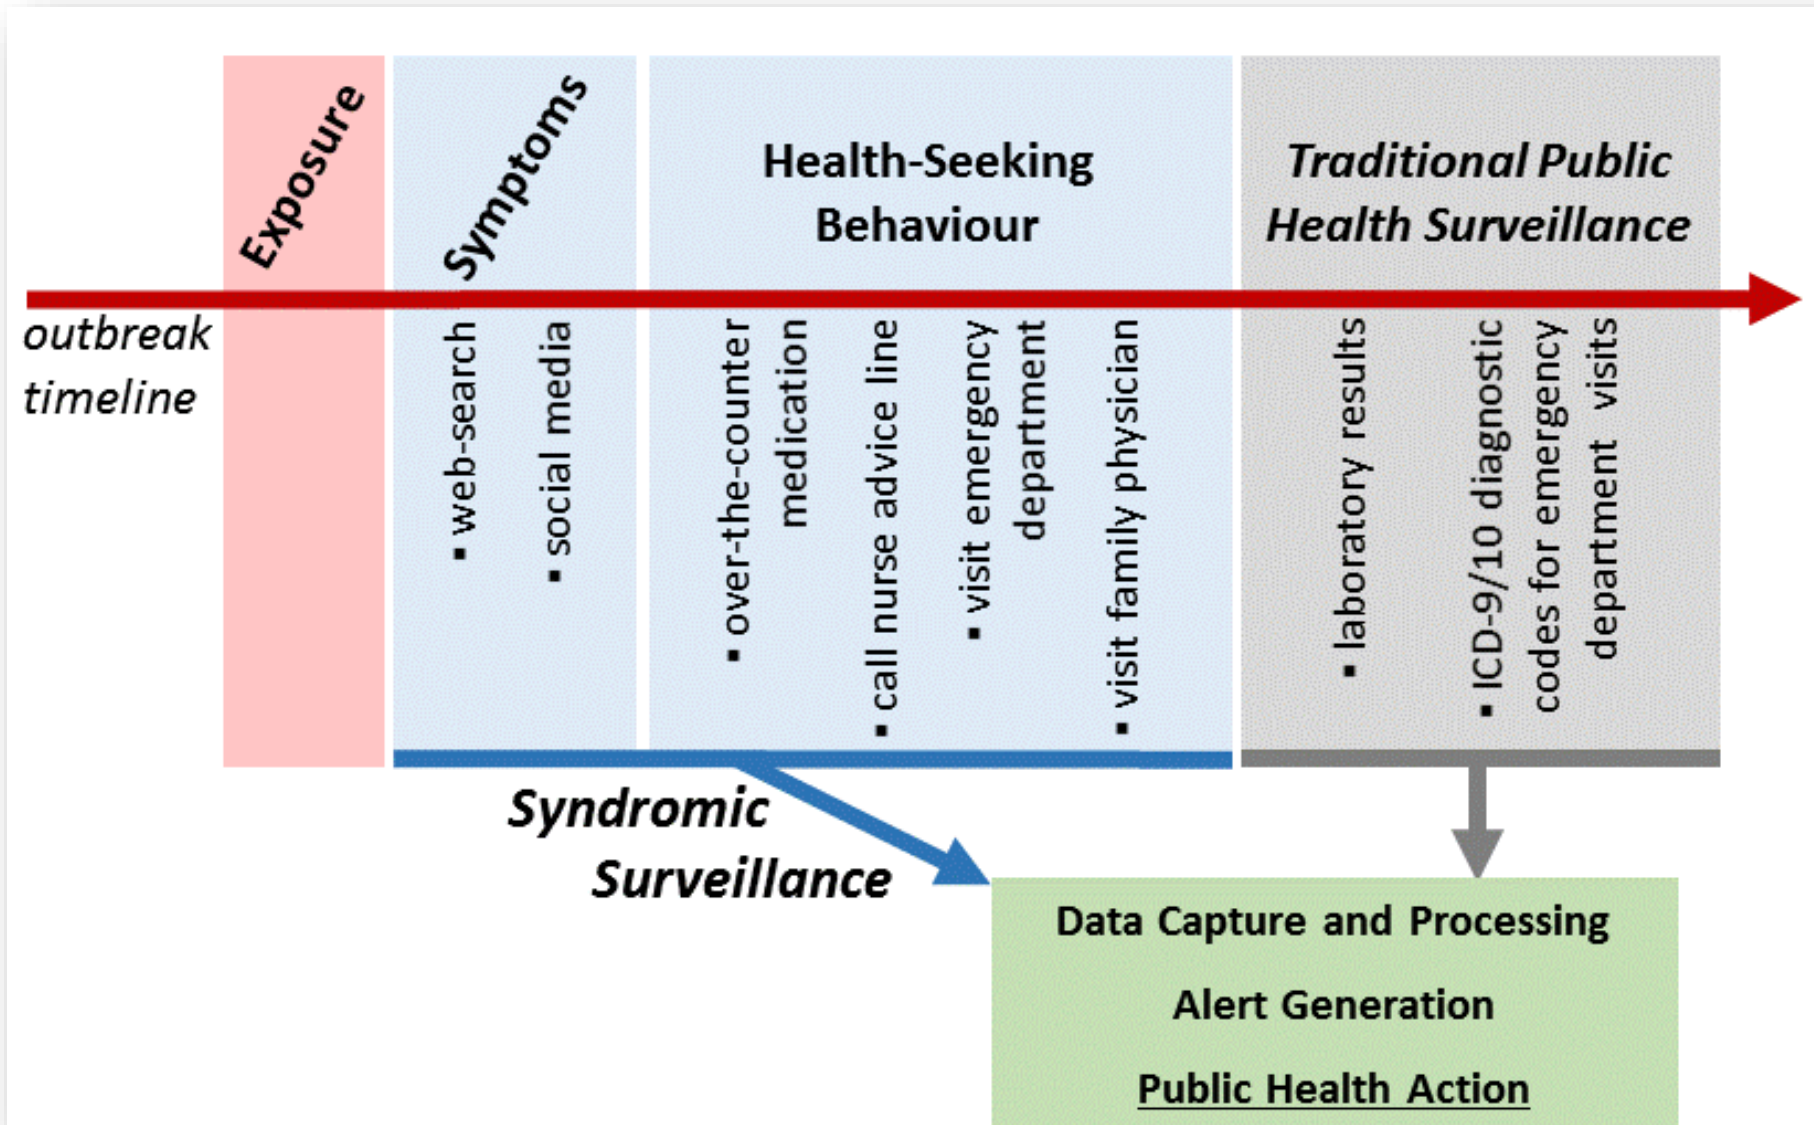 Exposure
Symptoms
Health-Seeking
Behaviour
Traditional Public
Health Surveillance
outbreak
timeline
▪ web-search
▪ social media
▪ over-the-counter
medication
▪ call nurse advice line
▪ visit emergency
department
▪ visit family physician
▪ laboratory results
▪ ICD-9/10 diagnostic
codes for emergency
department visits
Syndromic
Surveillance
Data Capture and Processing
Alert Generation
Public Health Action